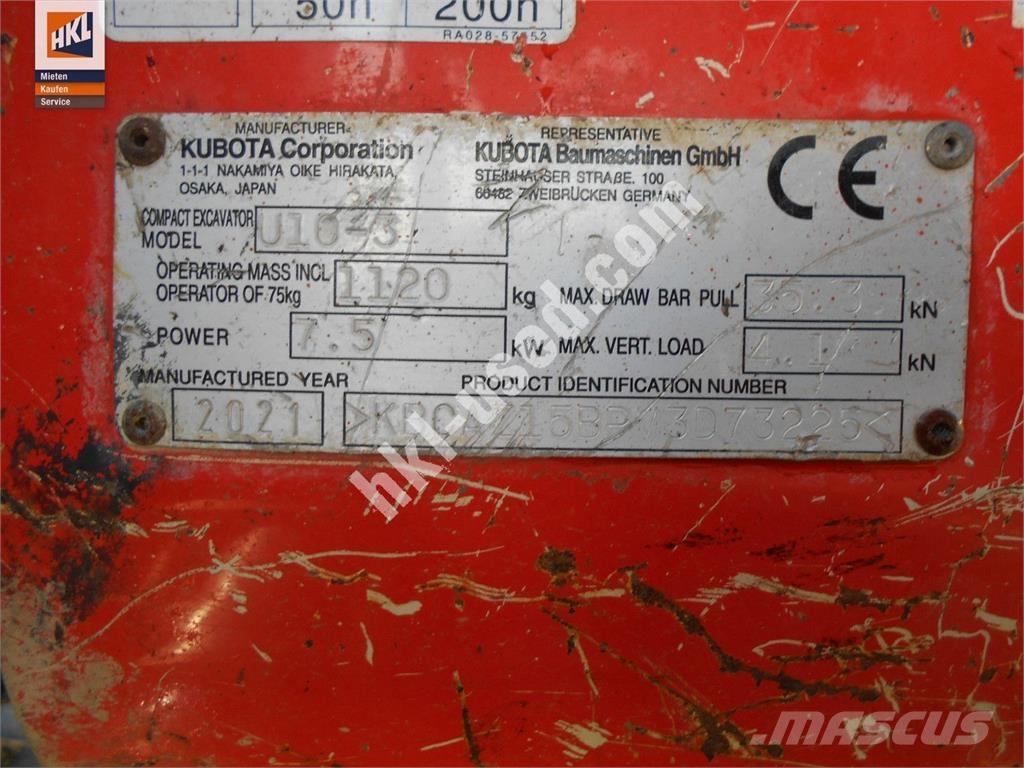 50h 200h
RA028-57252
HKL
Mieten
Kaufen
Service
MANUFACTURER
KUBOTA Corporation
1-1-1 NAKAMIYA OIKE HIRAKATA,
OSAKA, JAPAN
REPRESENTATIVE
KUBOTA Baumaschinen GmbH
STEINHAUSER STRAßE. 100
66482 ZWEIBRÜCKEN GERMANY
CE
COMPACT EXCAVATOR
MODEL U10-3
OPERATING MASS INCL
OPERATOR OF 75kg 1120 kg
MAX. DRAW BAR PULL kN
POWER 7.5 kW
MAX. VERT. LOAD kN
MANUFACTURED YEAR
2021
PRODUCT IDENTIFICATION NUMBER
hkl-used.com
MASCUS